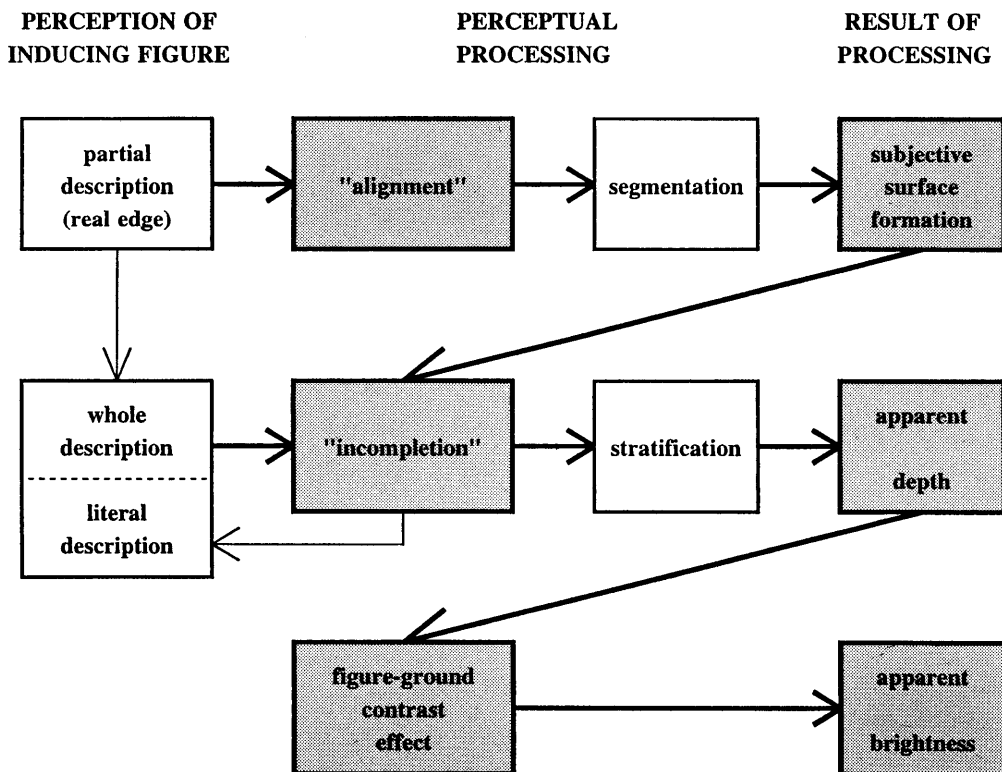 PERCEPTION OF
INDUCING FIGURE
PERCEPTUAL
PROCESSING
RESULT OF
PROCESSING
partial
description
(real edge)
"alignment"
segmentation
subjective
surface
formation
whole
description
literal
description
"incompletion"
stratification
apparent
depth
figure-ground
contrast
effect
apparent
brightness